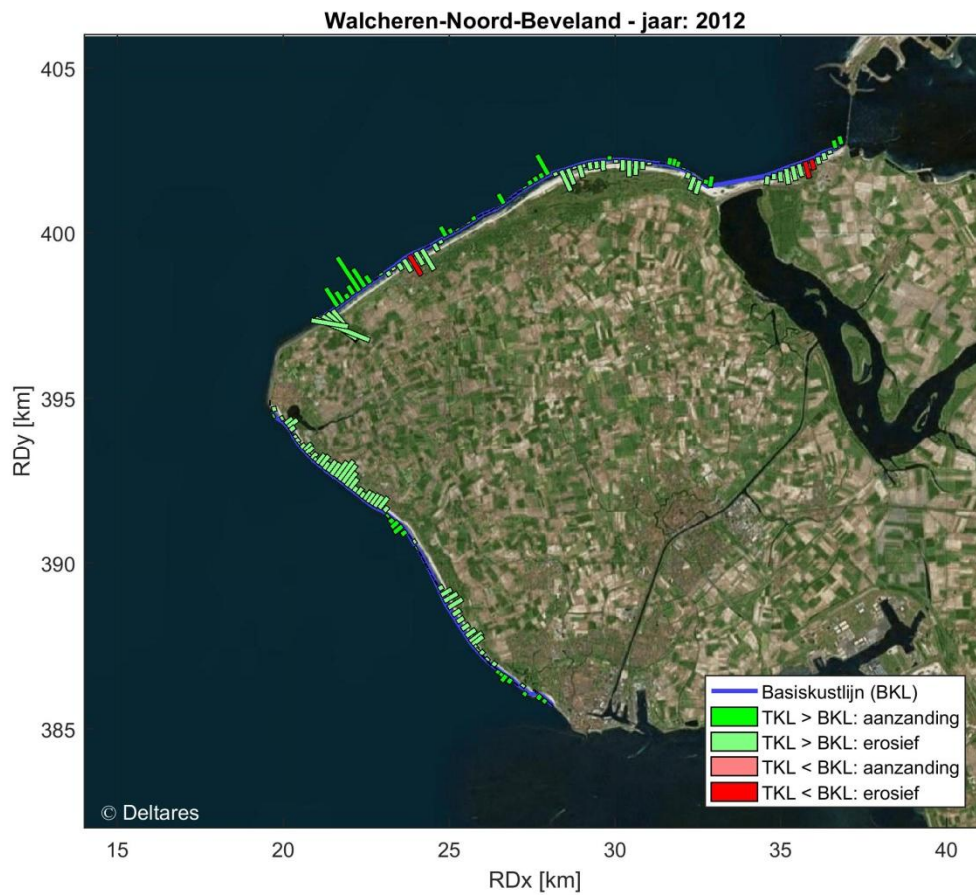 Walcheren-Noord-Beveland - jaar: 2012
405
400
395
390
385
RDy [km]
Basiskustlijn (BKL)
TKL > BKL: aanzanding
TKL > BKL: erosief
TKL < BKL: aanzanding
TKL < BKL: erosief
© Deltares
15 20 25 30 35 40
RDx [km]